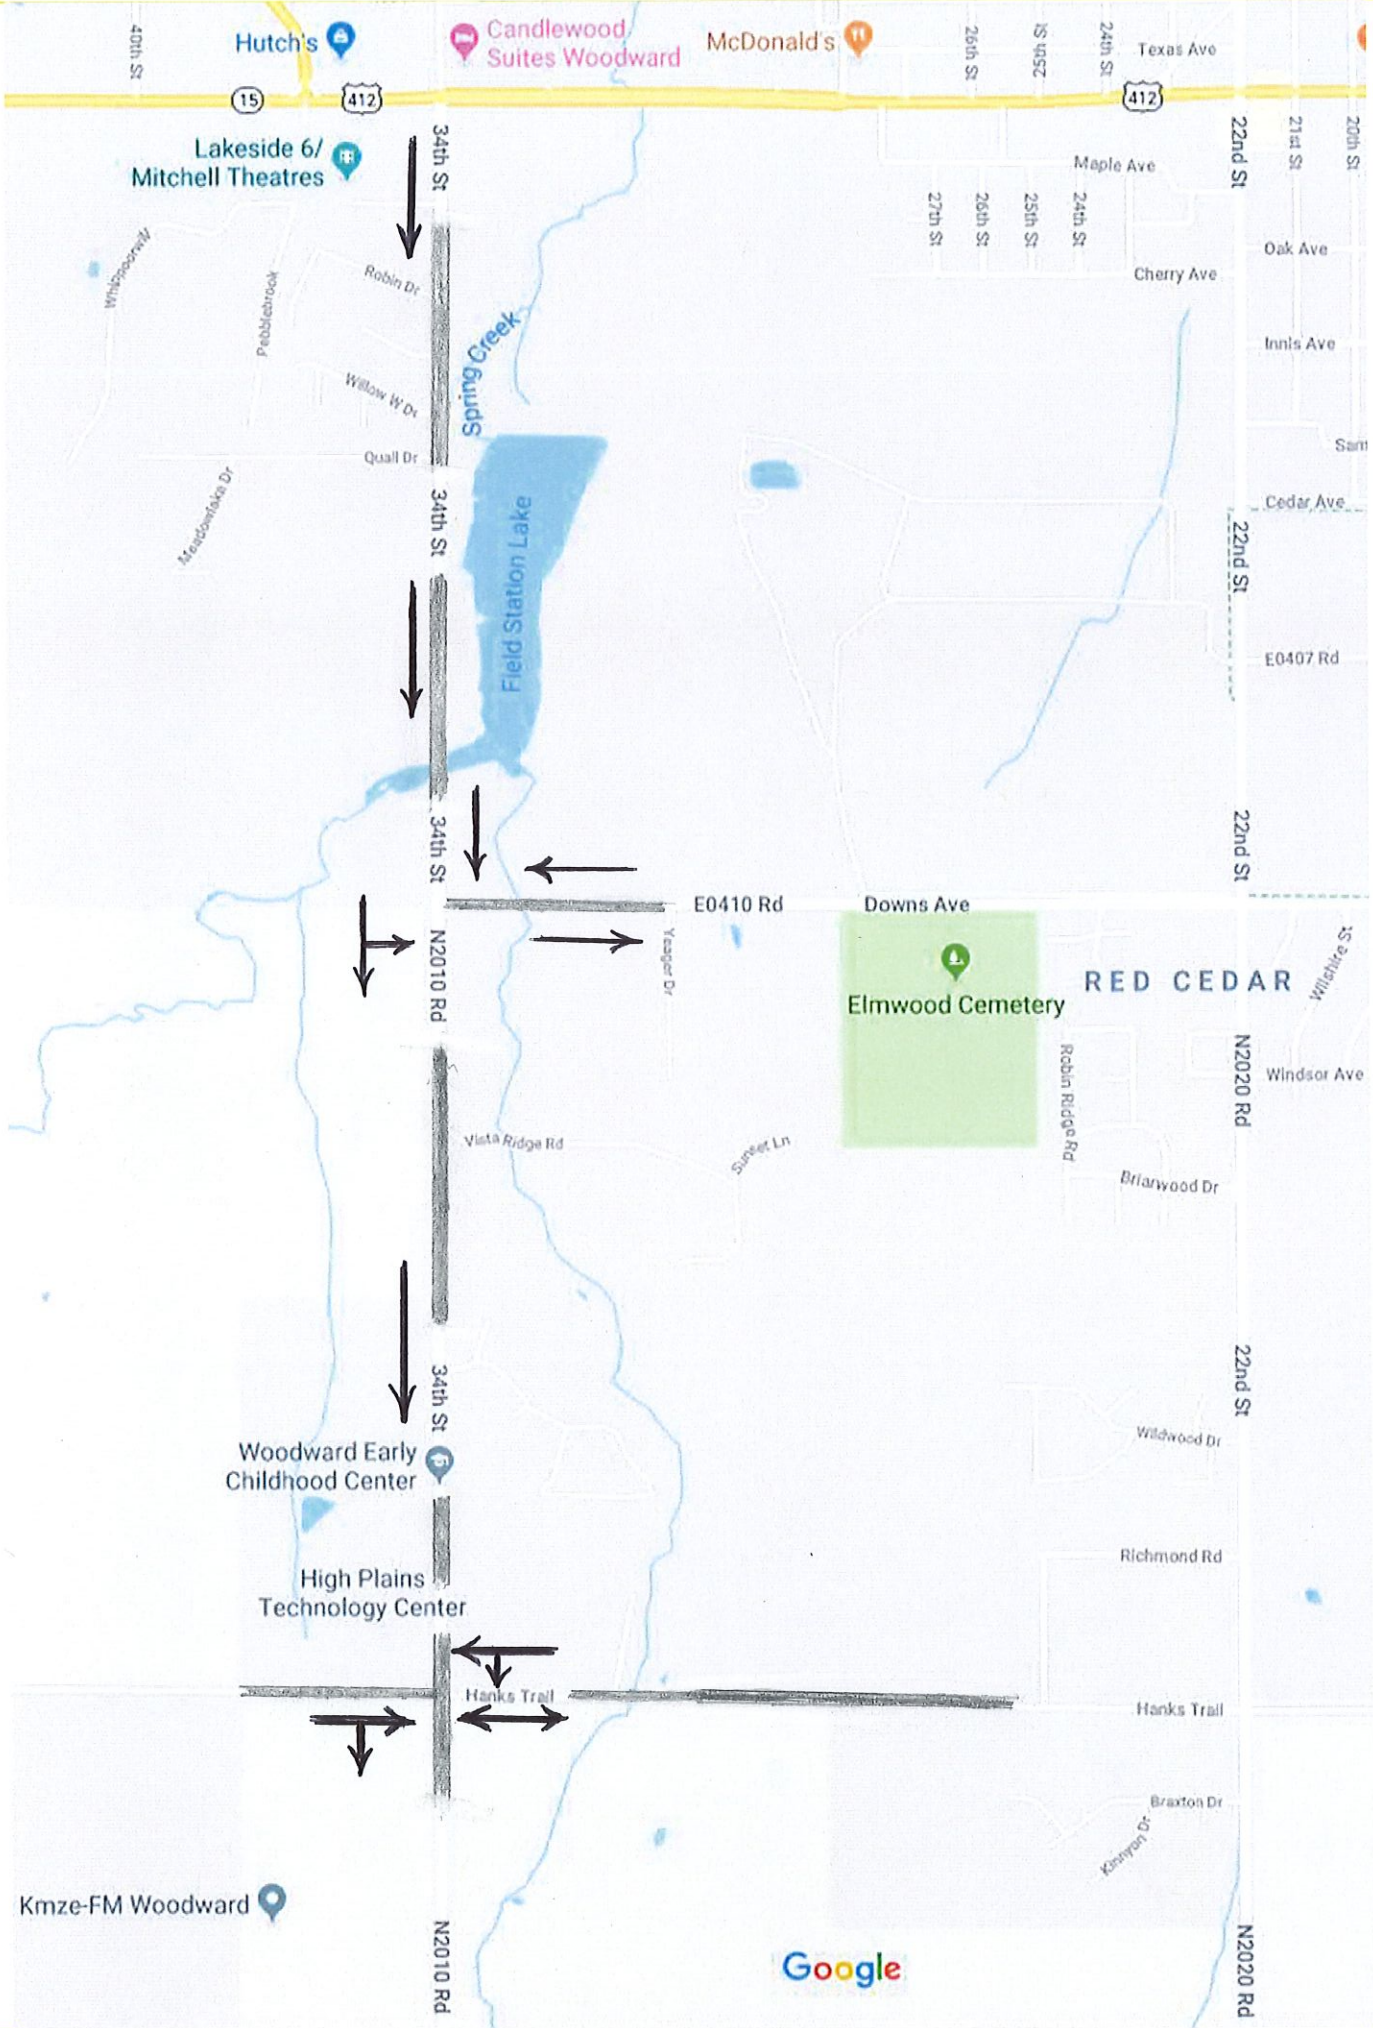 40th St
Hutch's
Candlewood
Suites Woodward
McDonald's
26th St
25th St
24th St
Texas Ave
15
412
412
Lakeside 6/
Mitchell Theatres
34th St
Maple Ave
22nd St
21st St
20th St
27th St
26th St
25th St
24th St
Whippoorwill
Pebblebrook
Robin Dr
Cherry Ave
Oak Ave
Spring Creek
Innis Ave
Willow W Dr
Quail Dr
Meadowlake Dr
34th St
Field Station Lake
Cedar Ave
22nd St
E0407 Rd
34th St
22nd St
E0410 Rd
Downs Ave
N2010 Rd
Yeager Dr
Elmwood Cemetery
RED CEDAR
Wilshire St
Robin Ridge Rd
N2020 Rd
Windsor Ave
Vista Ridge Rd
Sunset Ln
Briarwood Dr
34th St
22nd St
Wildwood Dr
Woodward Early
Childhood Center
High Plains
Technology Center
Richmond Rd
Hanks Trail
Hanks Trail
Braxton Dr
Kinnyon Dr
Kmze-FM Woodward
N2010 Rd
Google
N2020 Rd